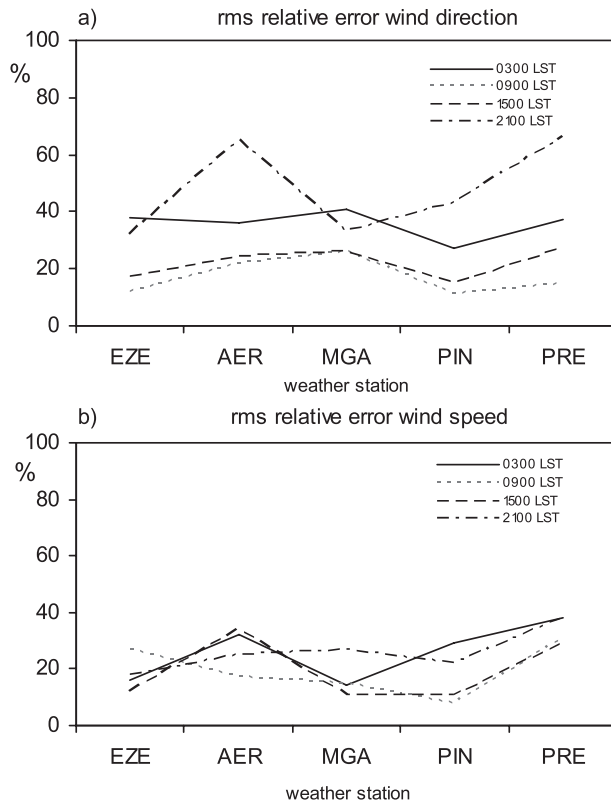 a) rms relative error wind direction
100
%
80
60
40
20
0
0300 LST
0900 LST
1500 LST
2100 LST
EZE AER MGA PIN PRE
weather station
b) rms relative error wind speed
100
%
80
60
40
20
0
0300 LST
0900 LST
1500 LST
2100 LST
EZE AER MGA PIN PRE
weather station